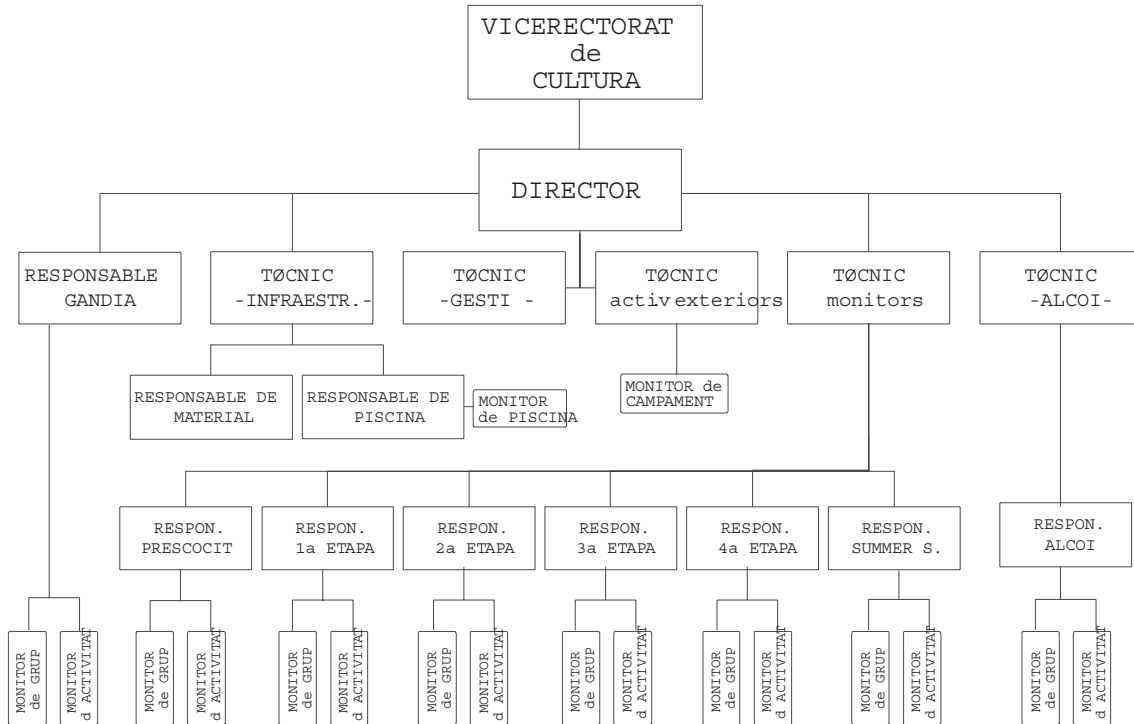 VICERECTORAT
de
CULTURA
DIRECTOR
RESPONSABLE
GANDIA
TØCNIC
-INFRAESTR.-
TØCNIC
-GESTI -
TØCNIC
activ exteriors
TØCNIC
monitors
TØCNIC
-ALCOI-
RESPONSABLE DE
MATERIAL
RESPONSABLE DE
PISCINA
MONITOR
de PISCINA
MONITOR de
CAMPAMENT
RESPON.
PRESCOCIT
RESPON.
1a ETAPA
RESPON.
2a ETAPA
RESPON.
3a ETAPA
RESPON.
4a ETAPA
RESPON.
SUMMER S.
RESPON.
ALCOI
MONITOR
de GRUP
MONITOR
d ACTIVITAT
MONITOR
de GRUP
MONITOR
d ACTIVITAT
MONITOR
de GRUP
MONITOR
d ACTIVITAT
MONITOR
de GRUP
MONITOR
d ACTIVITAT
MONITOR
de GRUP
MONITOR
d ACTIVITAT
MONITOR
de GRUP
MONITOR
d ACTIVITAT
MONITOR
de GRUP
MONITOR
d ACTIVITAT
MONITOR
de GRUP
MONITOR
d ACTIVITAT